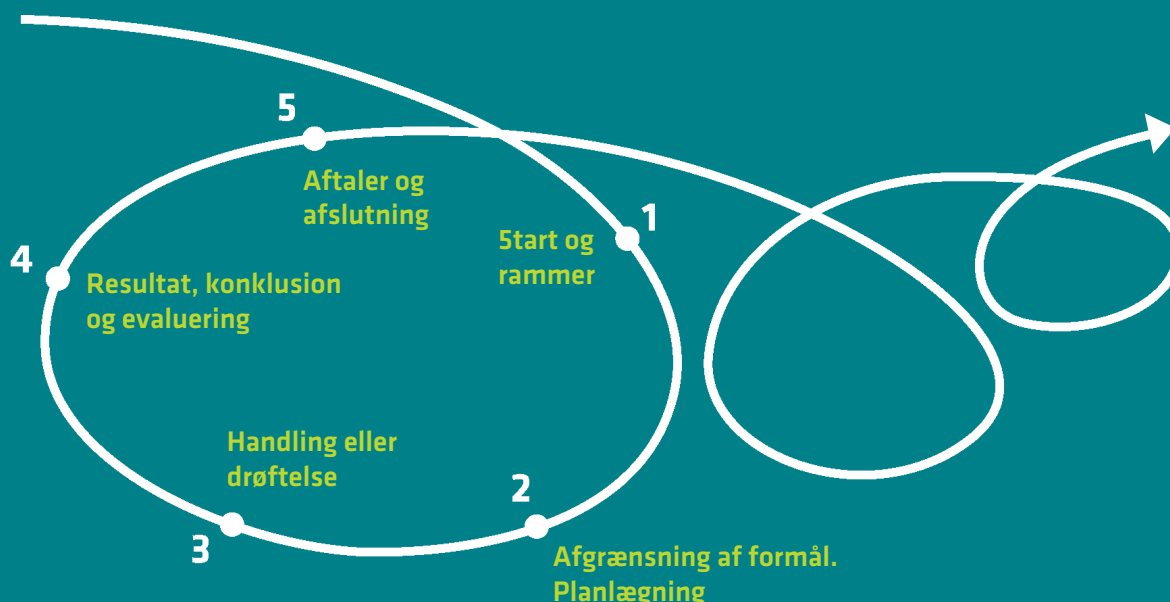 5
Aftaler og
afslutning
1
Start og
rammer
4
Resultat, konklusion
og evaluering
Handling eller
drøftelse
3
2
Afgrænsning af formål.
Planlægning